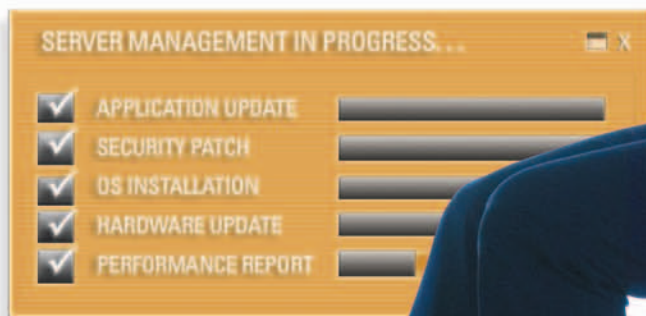 SERVER MANAGEMENT IN PROGRESS...
X
APPLICATION UPDATE
SECURITY PATCH
OS INSTALLATION
HARDWARE UPDATE
PERFORMANCE REPORT